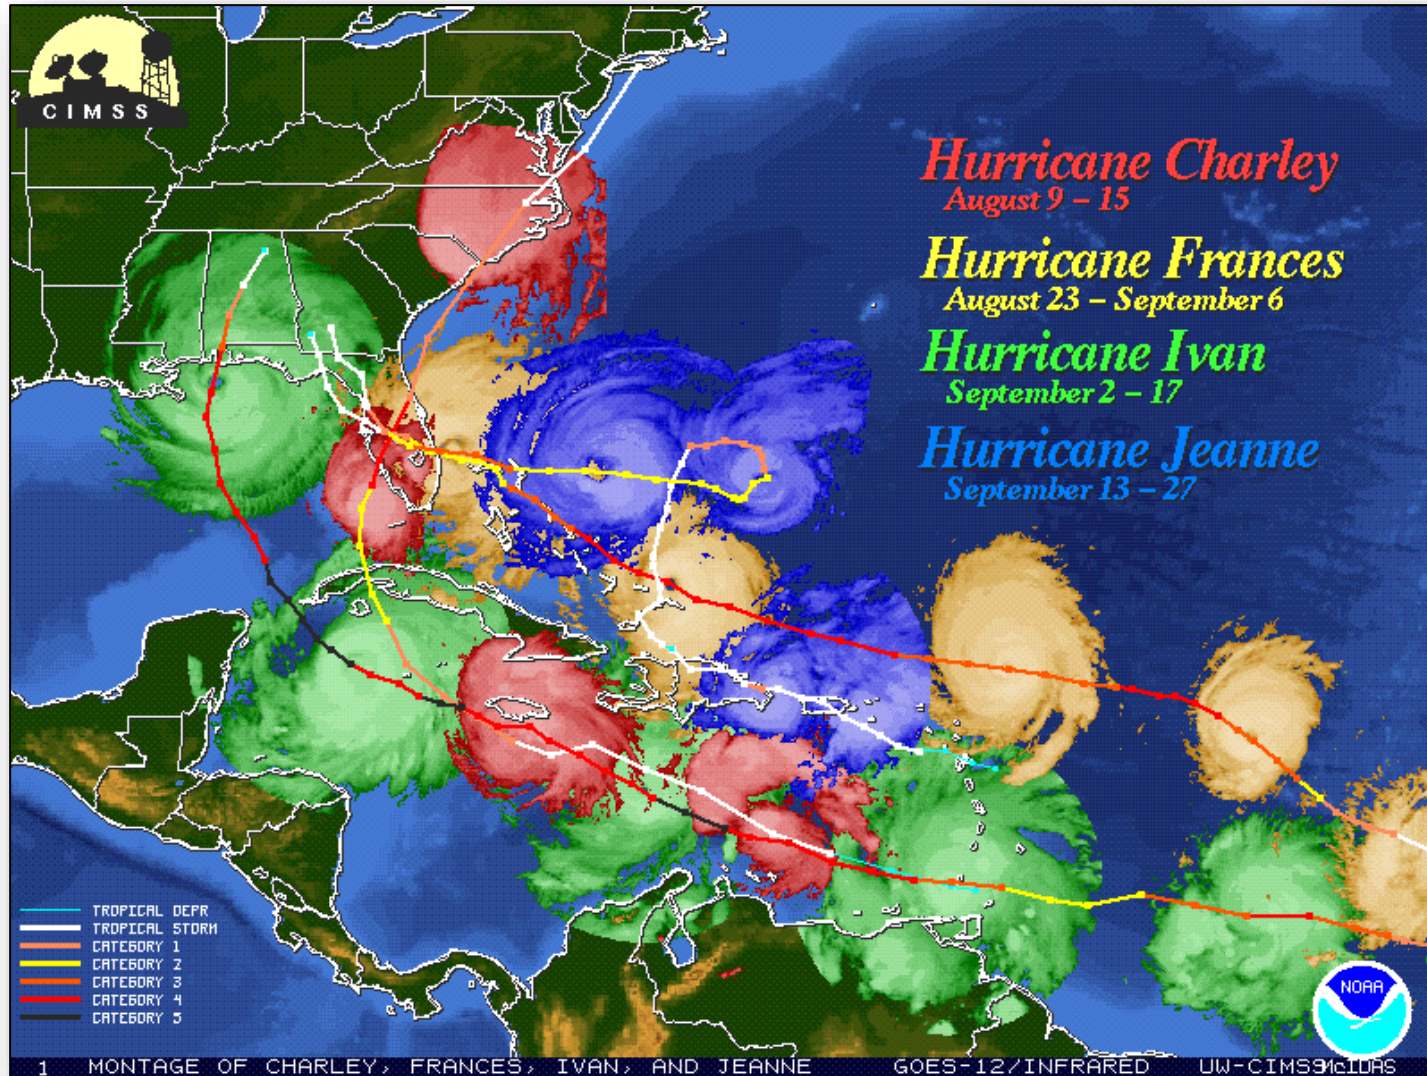 CIMSS
Hurricane Charley
August 9 – 15
Hurricane Frances
August 23 – September 6
Hurricane Ivan
September 2 – 17
Hurricane Jeanne
September 13 – 27
TROPICAL DEPR
TROPICAL STORM
CATEGORY 1
CATEGORY 2
CATEGORY 3
CATEGORY 4
CATEGORY 5
NOAA
1 MONTAGE OF CHARLEY, FRANCES, IVAN, AND JEANNE GOES-12/INFRARED UW-CIMSS McIDAS